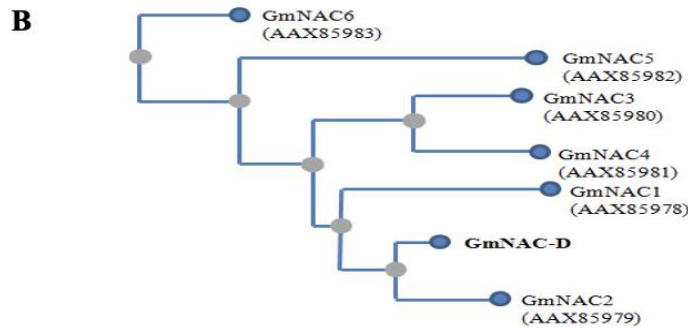 B
GmNAC6
(AAX85983)
GmNAC5
(AAX85982)
GmNAC3
(AAX85980)
GmNAC4
(AAX85981)
GmNAC1
(AAX85978)
GmNAC-D
GmNAC2
(AAX85979)